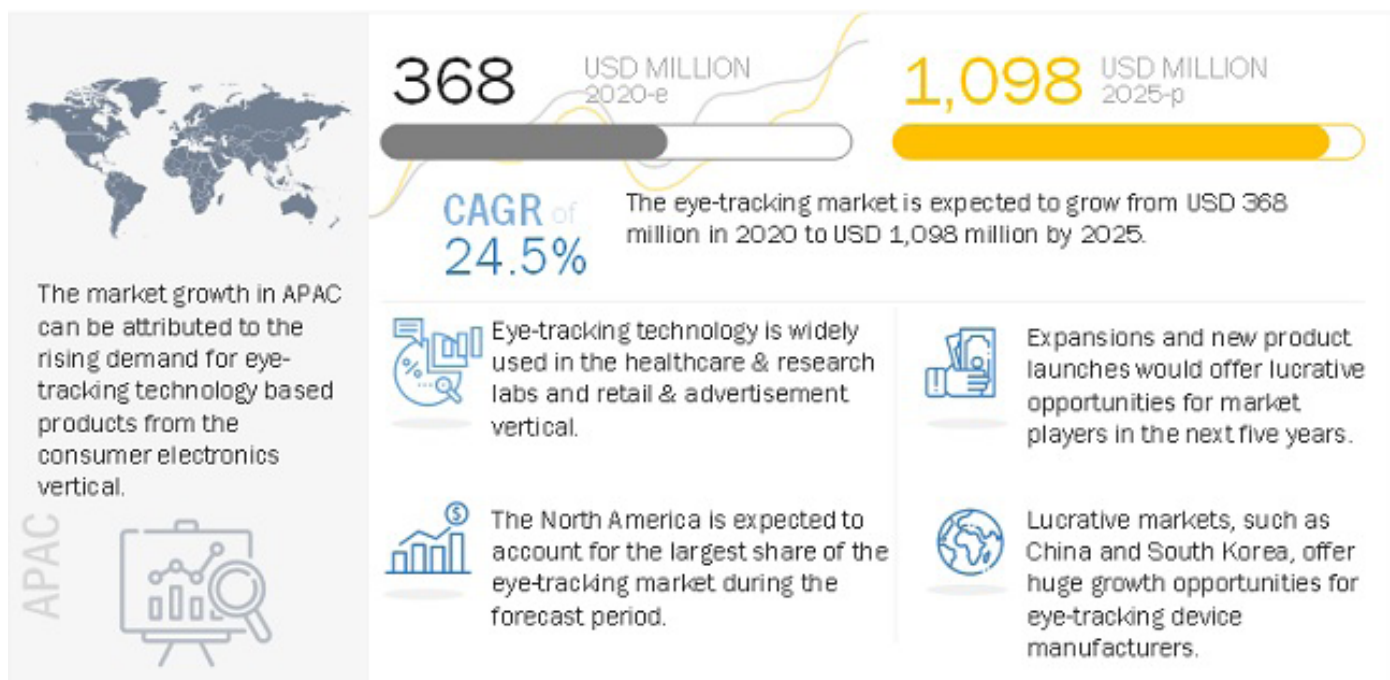 The market growth in APAC
can be attributed to the
rising demand for eye-
tracking technology based
products from the
consumer electronics
vertical.
APAC
368
USD MILLION
2020-e
1,098
USD MILLION
2025-p
CAGR of
24.5%
The eye-tracking market is expected to grow from USD 368
million in 2020 to USD 1,098 million by 2025.
%
Eye-tracking technology is widely
used in the healthcare & research
labs and retail & advertisement
vertical.
Expansions and new product
launches would offer lucrative
opportunities for market
players in the next five years.
$
The North America is expected to
account for the largest share of the
eye-tracking market during the
forecast period.
Lucrative markets, such as
China and South Korea, offer
huge growth opportunities for
eye-tracking device
manufacturers.